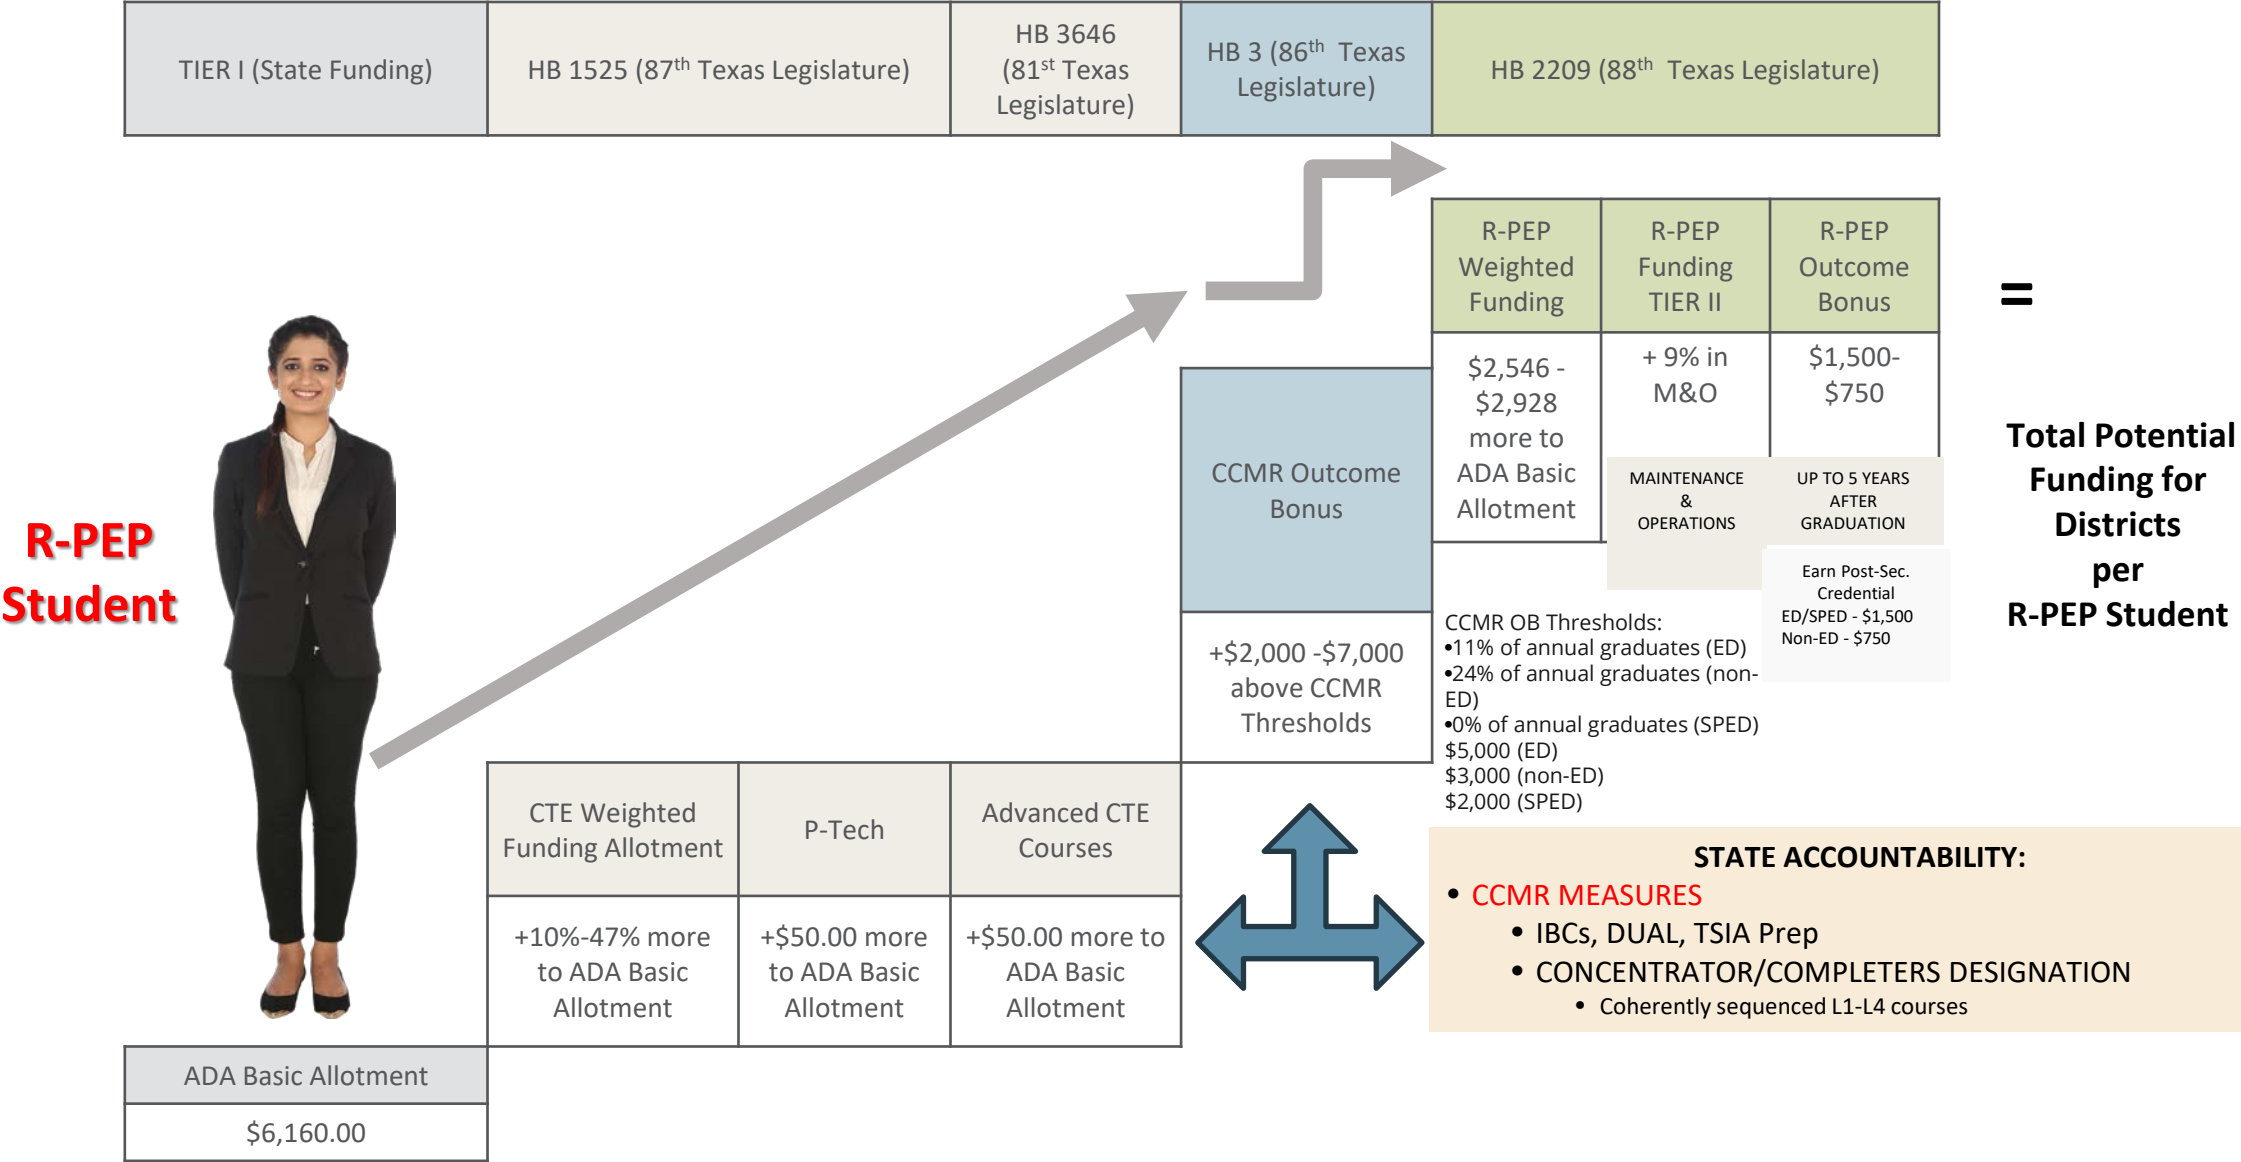 TIER I (State Funding)
HB 1525 (87th Texas Legislature)
HB 3646
(81st Texas
Legislature)
HB 3 (86th Texas
Legislature)
HB 2209 (88th Texas Legislature)
R-PEP
Weighted
Funding
R-PEP
Funding
TIER II
R-PEP
Outcome
Bonus
=
$2,546 -
$2,928
more to
ADA Basic
Allotment
+ 9% in
M&O
$1,500-
$750
MAINTENANCE
&
OPERATIONS
UP TO 5 YEARS
AFTER
GRADUATION
Earn Post-Sec.
Credential
ED/SPED - $1,500
Non-ED - $750
Total Potential
Funding for
Districts
per
R-PEP Student
R-PEP
Student
CCMR Outcome
Bonus
+$2,000 -$7,000
above CCMR
Thresholds
CCMR OB Thresholds:
•11% of annual graduates (ED)
•24% of annual graduates (non-
ED)
•0% of annual graduates (SPED)
$5,000 (ED)
$3,000 (non-ED)
$2,000 (SPED)
CTE Weighted
Funding Allotment
P-Tech
Advanced CTE
Courses
+10%-47% more
to ADA Basic
Allotment
+$50.00 more
to ADA Basic
Allotment
+$50.00 more to
ADA Basic
Allotment
STATE ACCOUNTABILITY:
• CCMR MEASURES
• IBCs, DUAL, TSIA Prep
• CONCENTRATOR/COMPLETERS DESIGNATION
• Coherently sequenced L1-L4 courses
ADA Basic Allotment
$6,160.00